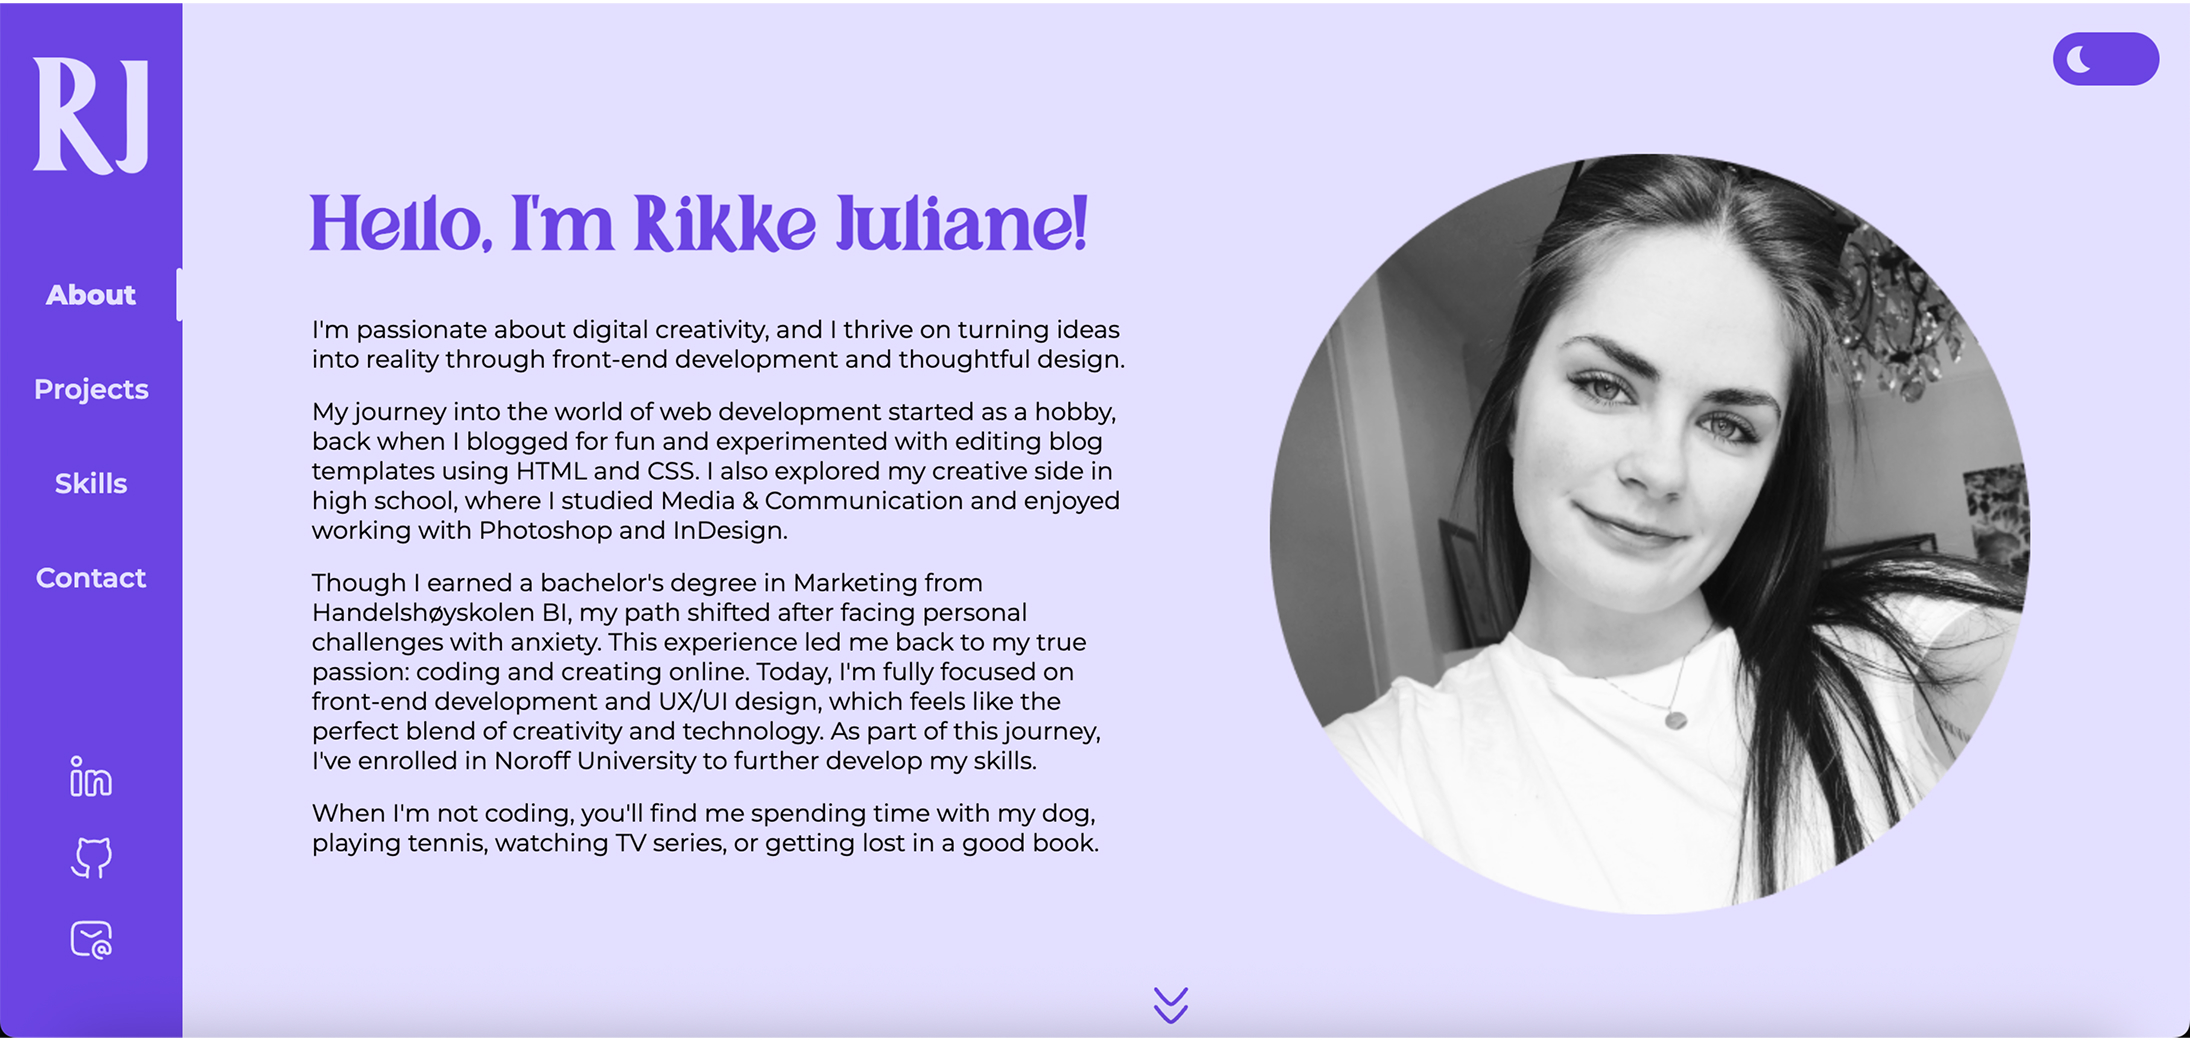 RJ
About
Projects
Skills
Contact
Hello, I'm Rikke Juliane!
I'm passionate about digital creativity, and I thrive on turning ideas
into reality through front-end development and thoughtful design.
My journey into the world of web development started as a hobby,
back when I blogged for fun and experimented with editing blog
templates using HTML and CSS. I also explored my creative side in
high school, where I studied Media & Communication and enjoyed
working with Photoshop and InDesign.
Though I earned a bachelor's degree in Marketing from
Handelshøyskolen BI, my path shifted after facing personal
challenges with anxiety. This experience led me back to my true
passion: coding and creating online. Today, I'm fully focused on
front-end development and UX/UI design, which feels like the
perfect blend of creativity and technology. As part of this journey,
I've enrolled in Noroff University to further develop my skills.
When I'm not coding, you'll find me spending time with my dog,
playing tennis, watching TV series, or getting lost in a good book.